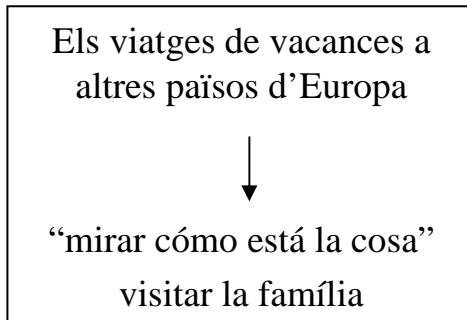 Els viatges de vacances a
altres països d’Europa
“mirar cómo está la cosa”
visitar la família